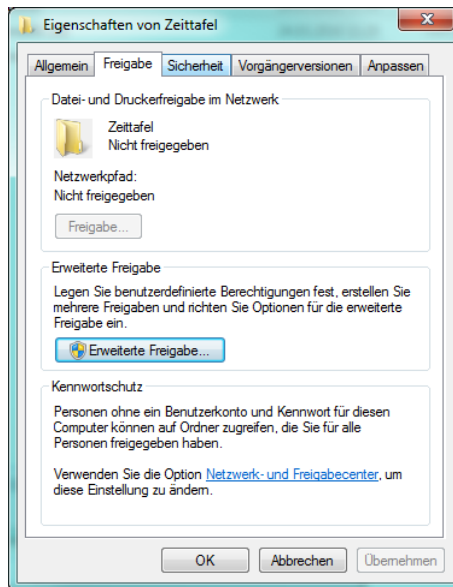 Eigenschaften von Zeittafel
Allgemein Freigabe Sicherheit Vorgängerversionen Anpassen
Datei- und Druckerfreigabe im Netzwerk
Zeittafel
Nicht freigegeben
Netzwerkpfad:
Nicht freigegeben
Freigabe...
Erweiterte Freigabe
Legen Sie benutzerdefinierte Berechtigungen fest, erstellen Sie
mehrere Freigaben und richten Sie Optionen für die erweiterte
Freigabe ein.
Erweiterte Freigabe...
Kennwortschutz
Personen ohne ein Benutzerkonto und Kennwort für diesen
Computer können auf Ordner zugreifen, die Sie für alle
Personen freigegeben haben.
Verwenden Sie die Option Netzwerk- und Freigabecenter, um
diese Einstellung zu ändern.
OK Abbrechen Übernehmen